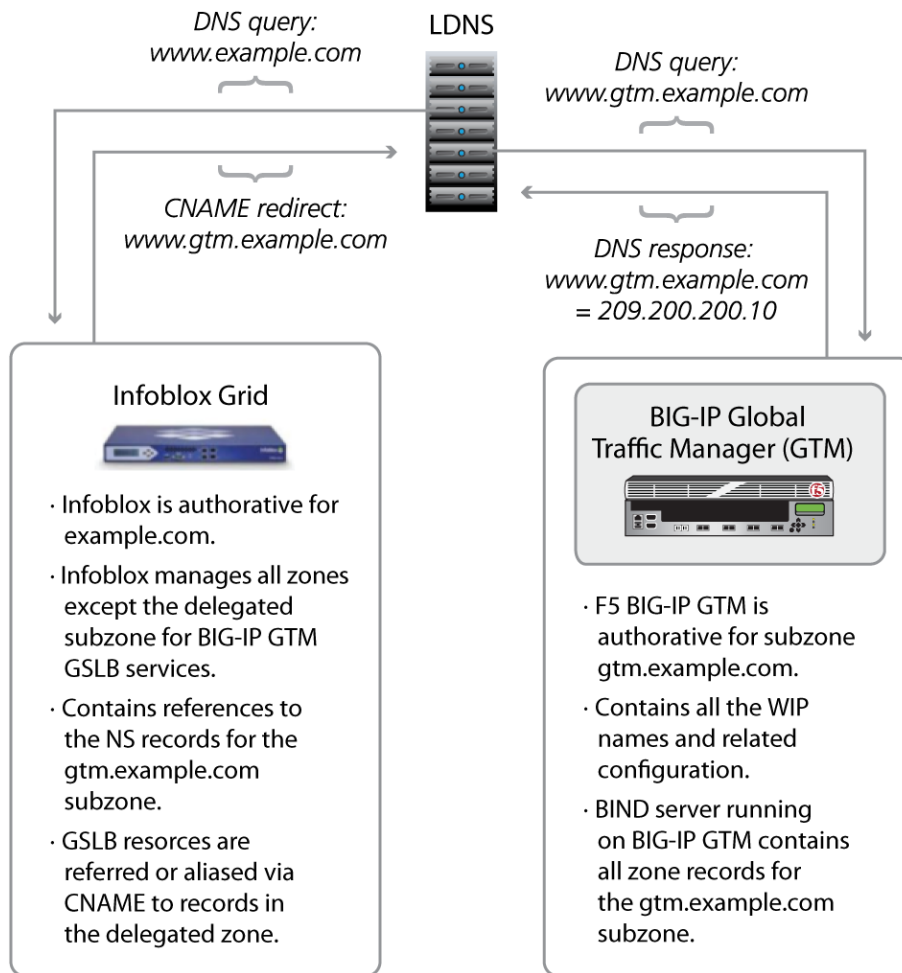 DNS query:
www.example.com
LDNS
DNS query:
www.gtm.example.com
CNAME redirect:
www.gtm.example.com
DNS response:
www.gtm.example.com
= 209.200.200.10
Infoblox Grid
· Infoblox is authorative for
example.com.
· Infoblox manages all zones
except the delegated
subzone for BIG-IP GTM
GSLB services.
· Contains references to
the NS records for the
gtm.example.com
subzone.
· GSLB resorces are
referred or aliased via
CNAME to records in
the delegated zone.
BIG-IP Global
Traffic Manager (GTM)
f5
· F5 BIG-IP GTM is
authorative for subzone
gtm.example.com.
· Contains all the WIP
names and related
configuration.
· BIND server running
on BIG-IP GTM contains
all zone records for
the gtm.example.com
subzone.